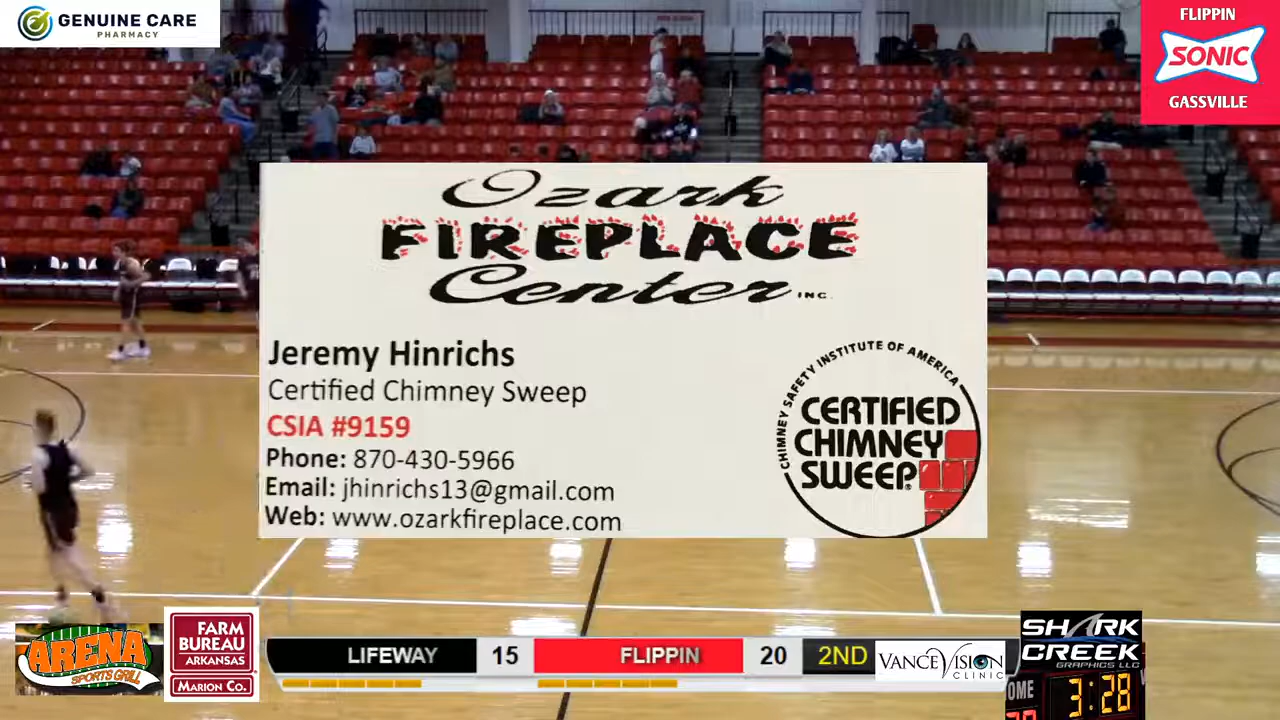 GENUINE CARE
PHARMACY
FLIPPIN
SONIC
GASSVILLE
Ozark
FIREPLACE
Center INC.
Jeremy Hinrichs
Certified Chimney Sweep
CSIA #9159
Phone: 870-430-5966
Email: jhinrichs13@gmail.com
Web: www.ozarkfireplace.com
CHIMNEY SAFETY INSTITUTE OF AMERICA
CERTIFIED
CHIMNEY
SWEEP®
ARENA
SPORTS GRILL
FARM
BUREAU
ARKANSAS
MARION CO.
LIFEWAY 15 FLIPPIN 20 2ND
VANCE VISION
CLINIC
SHARK
CREEK
GRAPHICS LLC
OME
3:28